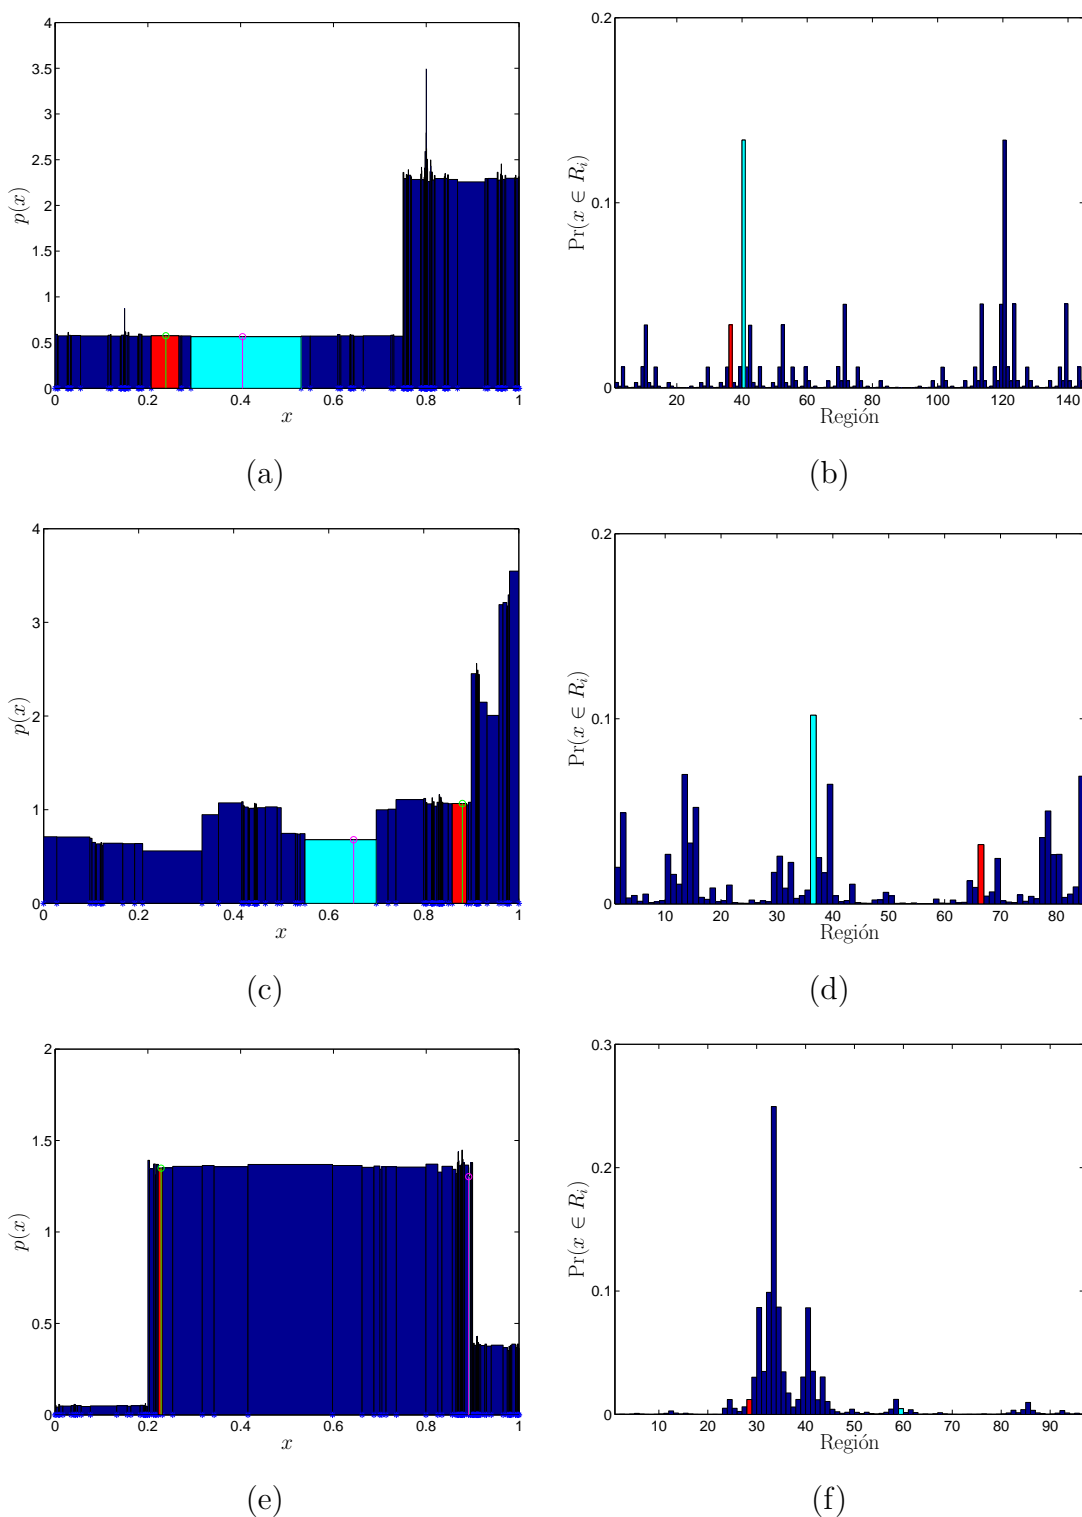 4
3.5
3
2.5
2
1.5
1
0.5
0
p(x)
0 0.2 0.4 0.6 0.8 1
x
(a)
0.2
0.1
0
Pr(x ∈ R_i)
20 40 60 80 100 120 140
Región
(b)
4
3
2
1
0
p(x)
0 0.2 0.4 0.6 0.8 1
x
(c)
0.2
0.1
0
Pr(x ∈ R_i)
10 20 30 40 50 60 70 80
Región
(d)
2
1.5
1
0.5
0
p(x)
0 0.2 0.4 0.6 0.8 1
x
(e)
0.3
0.2
0.1
0
Pr(x ∈ R_i)
10 20 30 40 50 60 70 80 90
Región
(f)